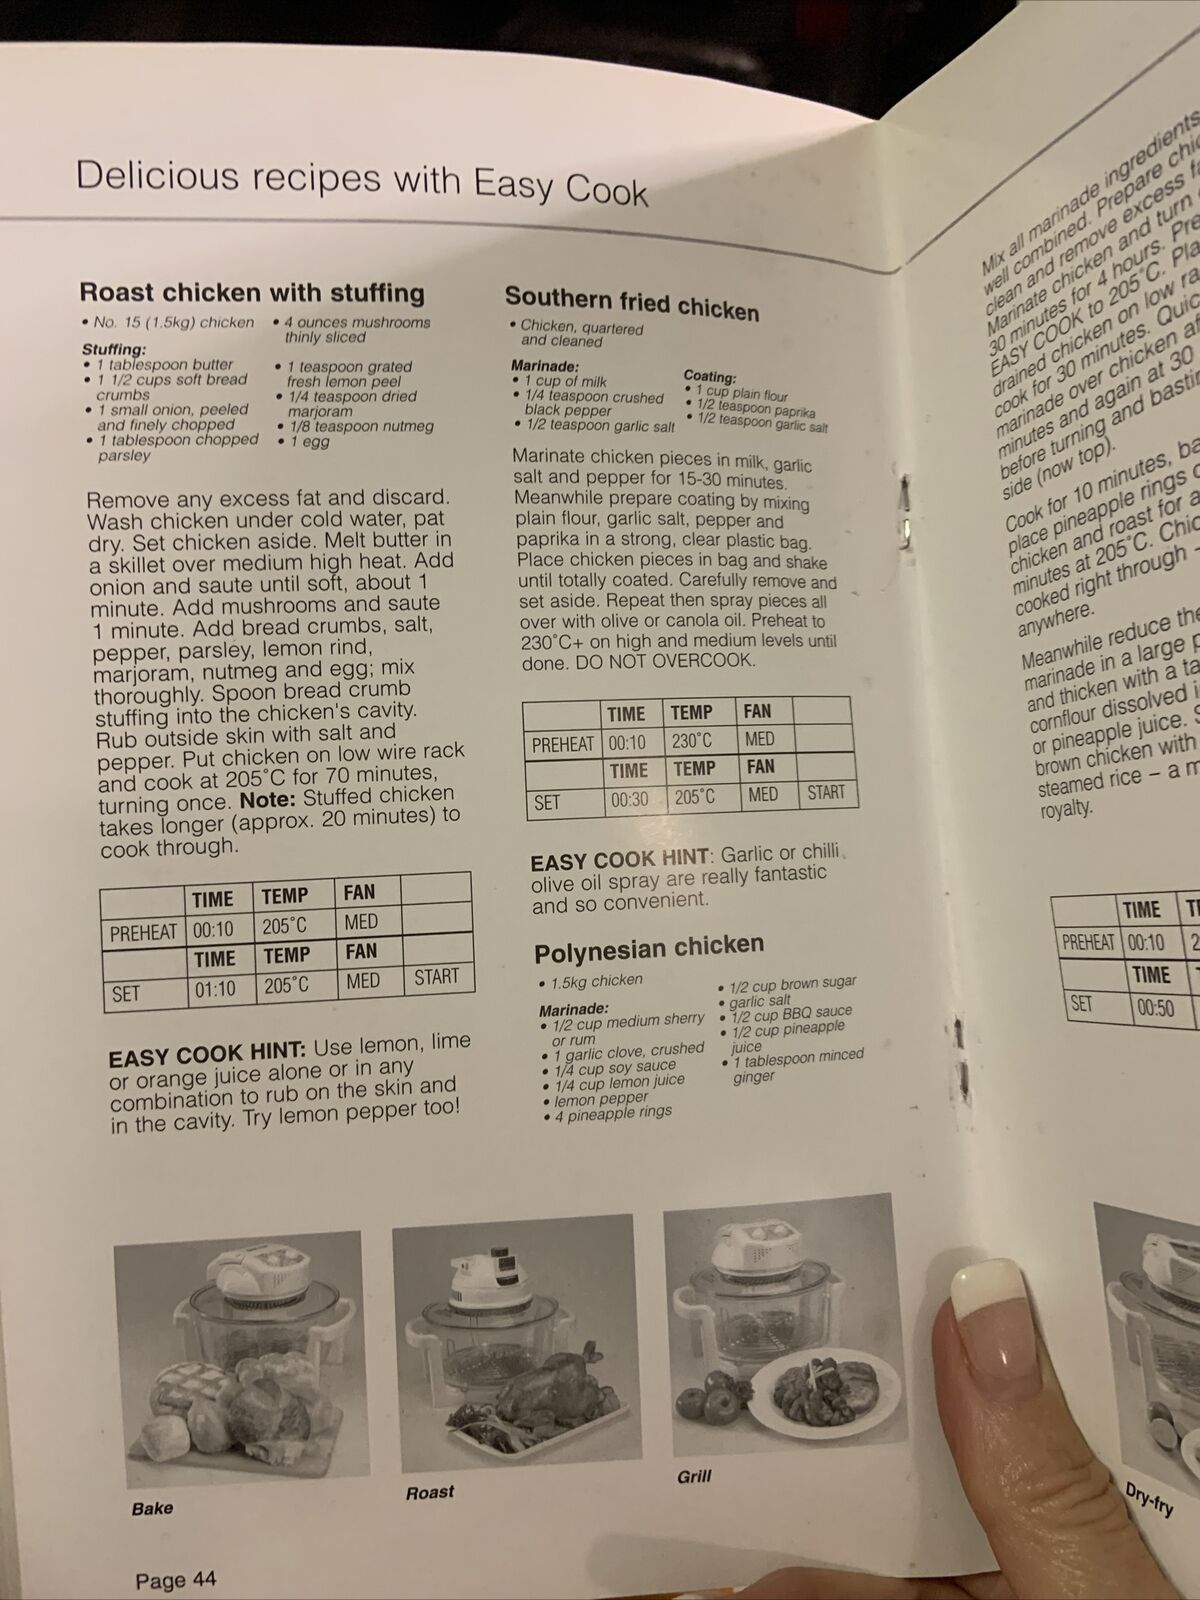 Delicious recipes with Easy Cook
Roast chicken with stuffing
• No. 15 (1.5kg) chicken
Stuffing:
• 1 tablespoon butter
• 1 1/2 cups soft bread
crumbs
• 1 small onion, peeled
and finely chopped
• 1 tablespoon chopped
parsley
• 4 ounces mushrooms
thinly sliced
• 1 teaspoon grated
fresh lemon peel
• 1/4 teaspoon dried
marjoram
• 1/8 teaspoon nutmeg
• 1 egg
Remove any excess fat and discard.
Wash chicken under cold water, pat
dry. Set chicken aside. Melt butter in
a skillet over medium high heat. Add
onion and saute until soft, about 1
minute. Add mushrooms and saute
1 minute. Add bread crumbs, salt,
pepper, parsley, lemon rind,
marjoram, nutmeg and egg; mix
thoroughly. Spoon bread crumb
stuffing into the chicken's cavity.
Rub outside skin with salt and
pepper. Put chicken on low wire rack
and cook at 205°C for 70 minutes,
turning once. Note: Stuffed chicken
takes longer (approx. 20 minutes) to
cook through.
TIME TEMP FAN
PREHEAT 00:10 205°C MED
TIME TEMP FAN
SET 01:10 205°C MED START
EASY COOK HINT: Use lemon, lime
or orange juice alone or in any
combination to rub on the skin and
in the cavity. Try lemon pepper too!
Southern fried chicken
• Chicken, quartered
and cleaned
Marinade:
• 1 cup of milk
• 1/4 teaspoon crushed
black pepper
• 1/2 teaspoon garlic salt
Coating:
• 1 cup plain flour
• 1/2 teaspoon paprika
• 1/2 teaspoon garlic salt
Marinate chicken pieces in milk, garlic
salt and pepper for 15-30 minutes.
Meanwhile prepare coating by mixing
plain flour, garlic salt, pepper and
paprika in a strong, clear plastic bag.
Place chicken pieces in bag and shake
until totally coated. Carefully remove and
set aside. Repeat then spray pieces all
over with olive or canola oil. Preheat to
230°C+ on high and medium levels until
done. DO NOT OVERCOOK.
TIME TEMP FAN
PREHEAT 00:10 230°C MED
TIME TEMP FAN
SET 00:30 205°C MED START
EASY COOK HINT: Garlic or chilli
olive oil spray are really fantastic
and so convenient.
Polynesian chicken
• 1.5kg chicken
Marinade:
• 1/2 cup medium sherry
or rum
• 1 garlic clove, crushed
• 1/4 cup soy sauce
• 1/4 cup lemon juice
• lemon pepper
• 4 pineapple rings
• 1/2 cup brown sugar
• garlic salt
• 1/2 cup BBQ sauce
• 1/2 cup pineapple
juice
• 1 tablespoon minced
ginger
Bake
Roast
Grill
Page 44
Mix all marinade ingredients
well combined. Prepare
clean and remove excess
Marinate chicken and turn
30 minutes for 4 hours.
EASY COOK to 205°C.
drained chicken on low
cook for 30 minutes.
marinade over chicken
minutes and again at 30
before turning and
side (now top).
Cook for 10 minutes,
place pineapple rings
chicken and roast for
minutes at 205°C.
cooked right through -
anywhere.
Meanwhile reduce
marinade in a large
and thicken with a
cornflour dissolved
or pineapple juice.
brown chicken with
steamed rice – a
royalty.
TIME
PREHEAT 00:10
TIME
SET 00:50
Dry-fry